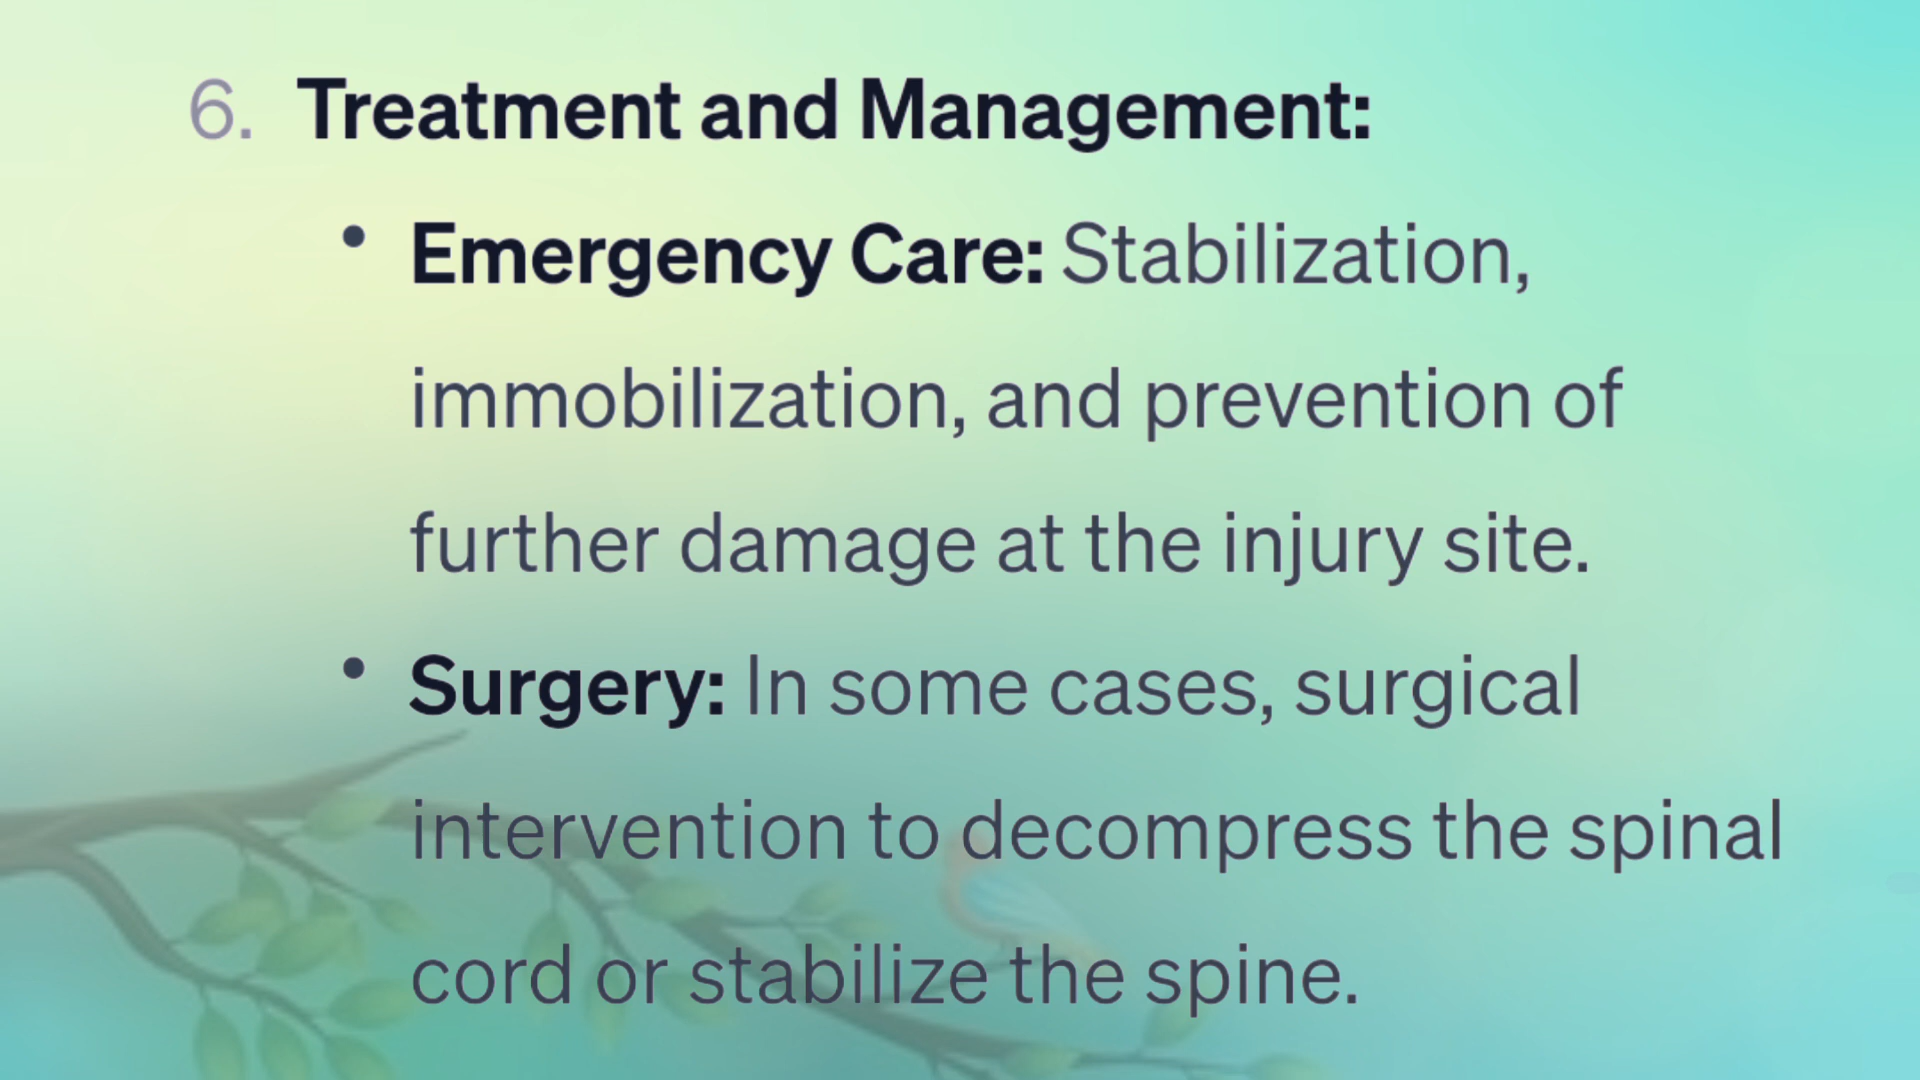 6. Treatment and Management:
• Emergency Care: Stabilization,
immobilization, and prevention of
further damage at the injury site.
• Surgery: In some cases, surgical
intervention to decompress the spinal
cord or stabilize the spine.